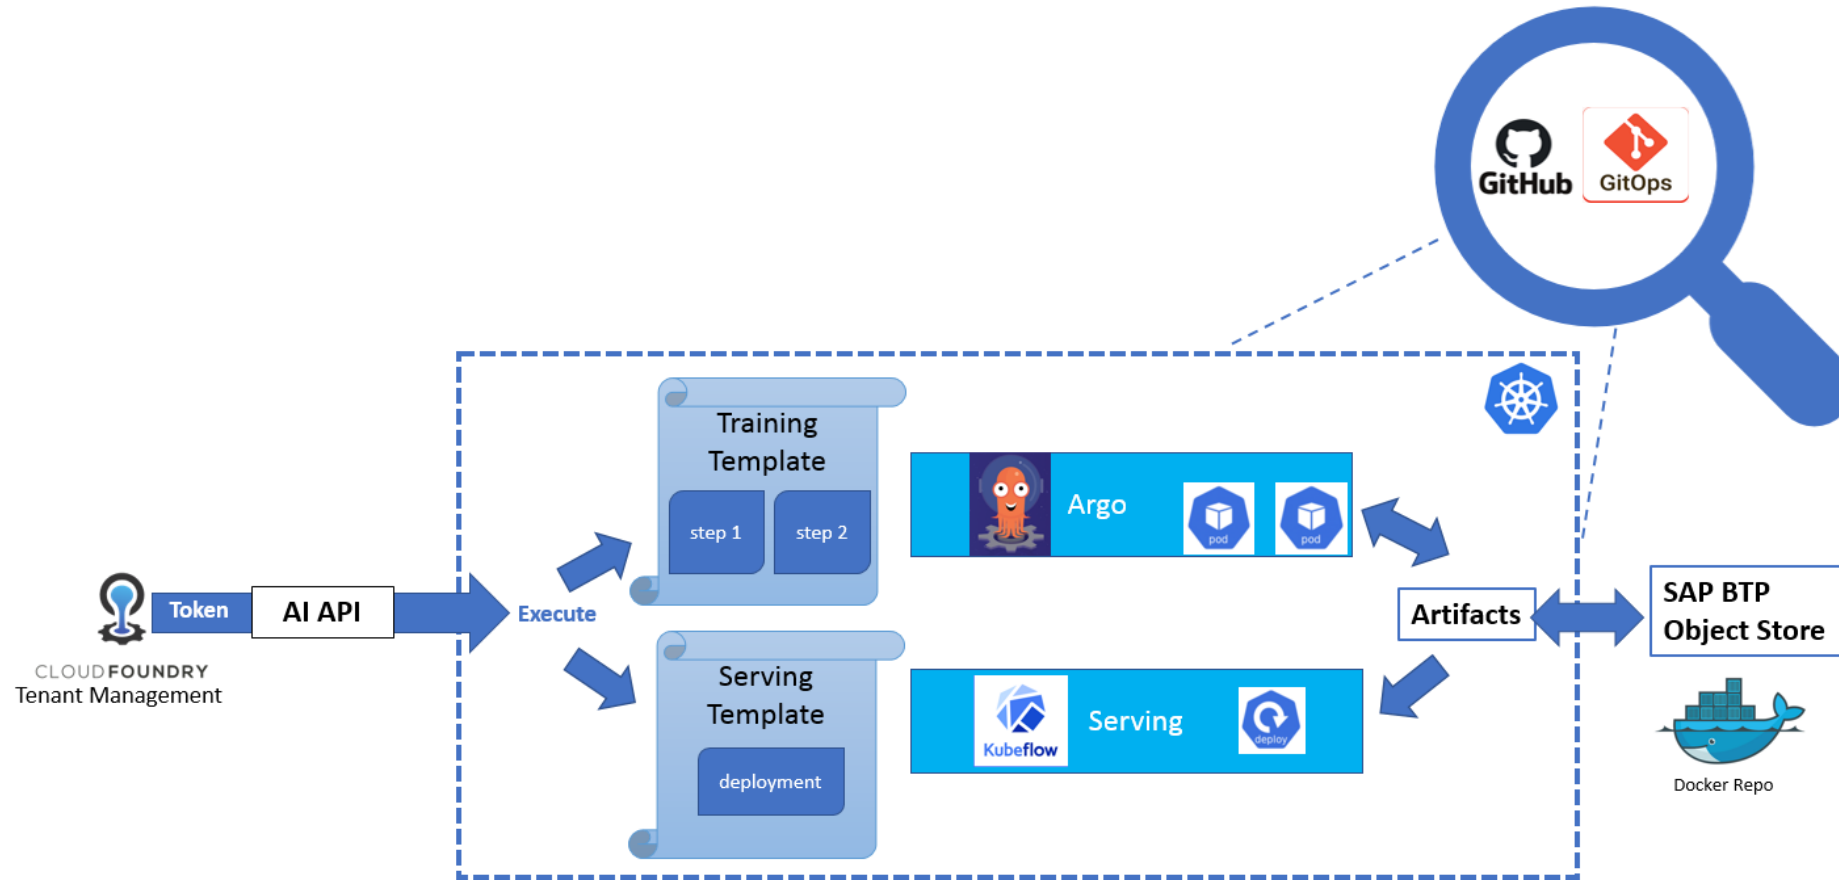 GitHub
GitOps
Training
Template
step 1
step 2
Argo
pod
pod
Token
AI API
Execute
CLOUDFOUNDRY
Tenant Management
Artifacts
SAP BTP
Object Store
Serving
Template
deployment
Kubeflow
Serving
deploy
Docker Repo